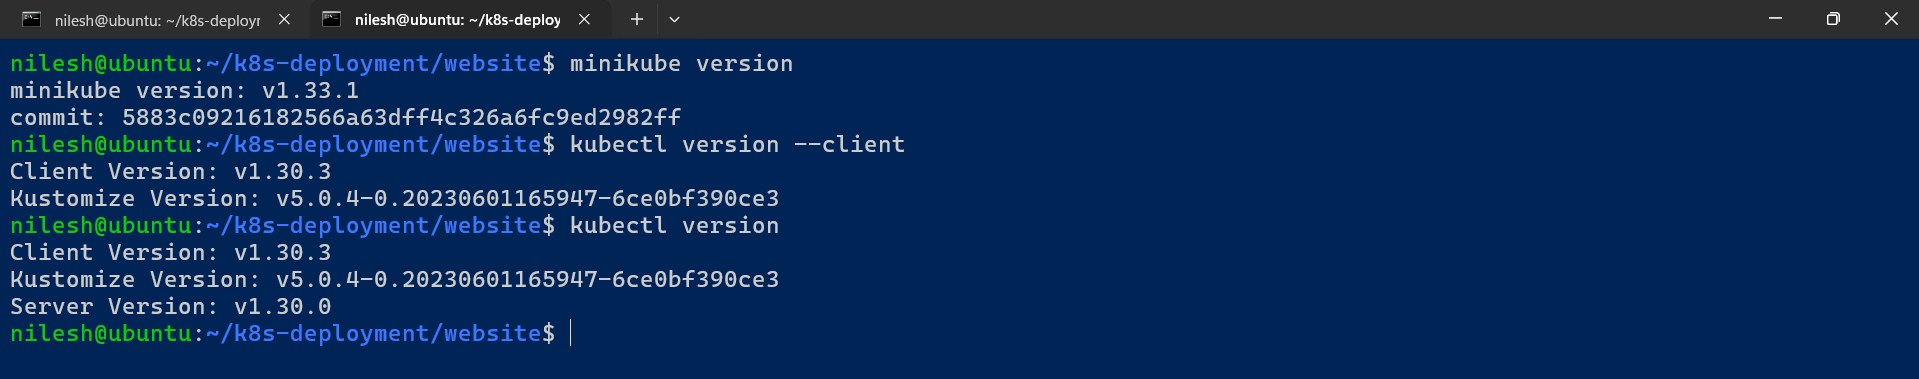 nilesh@ubuntu: ~/k8s-deployr
nilesh@ubuntu: ~/k8s-deploy
nilesh@ubuntu:~/k8s-deployment/website$ minikube version
minikube version: v1.33.1
commit: 5883c09216182566a63dff4c326a6fc9ed2982ff
nilesh@ubuntu:~/k8s-deployment/website$ kubectl version --client
Client Version: v1.30.3
Kustomize Version: v5.0.4-0.20230601165947-6ce0bf390ce3
nilesh@ubuntu:~/k8s-deployment/website$ kubectl version
Client Version: v1.30.3
Kustomize Version: v5.0.4-0.20230601165947-6ce0bf390ce3
Server Version: v1.30.0
nilesh@ubuntu:~/k8s-deployment/website$